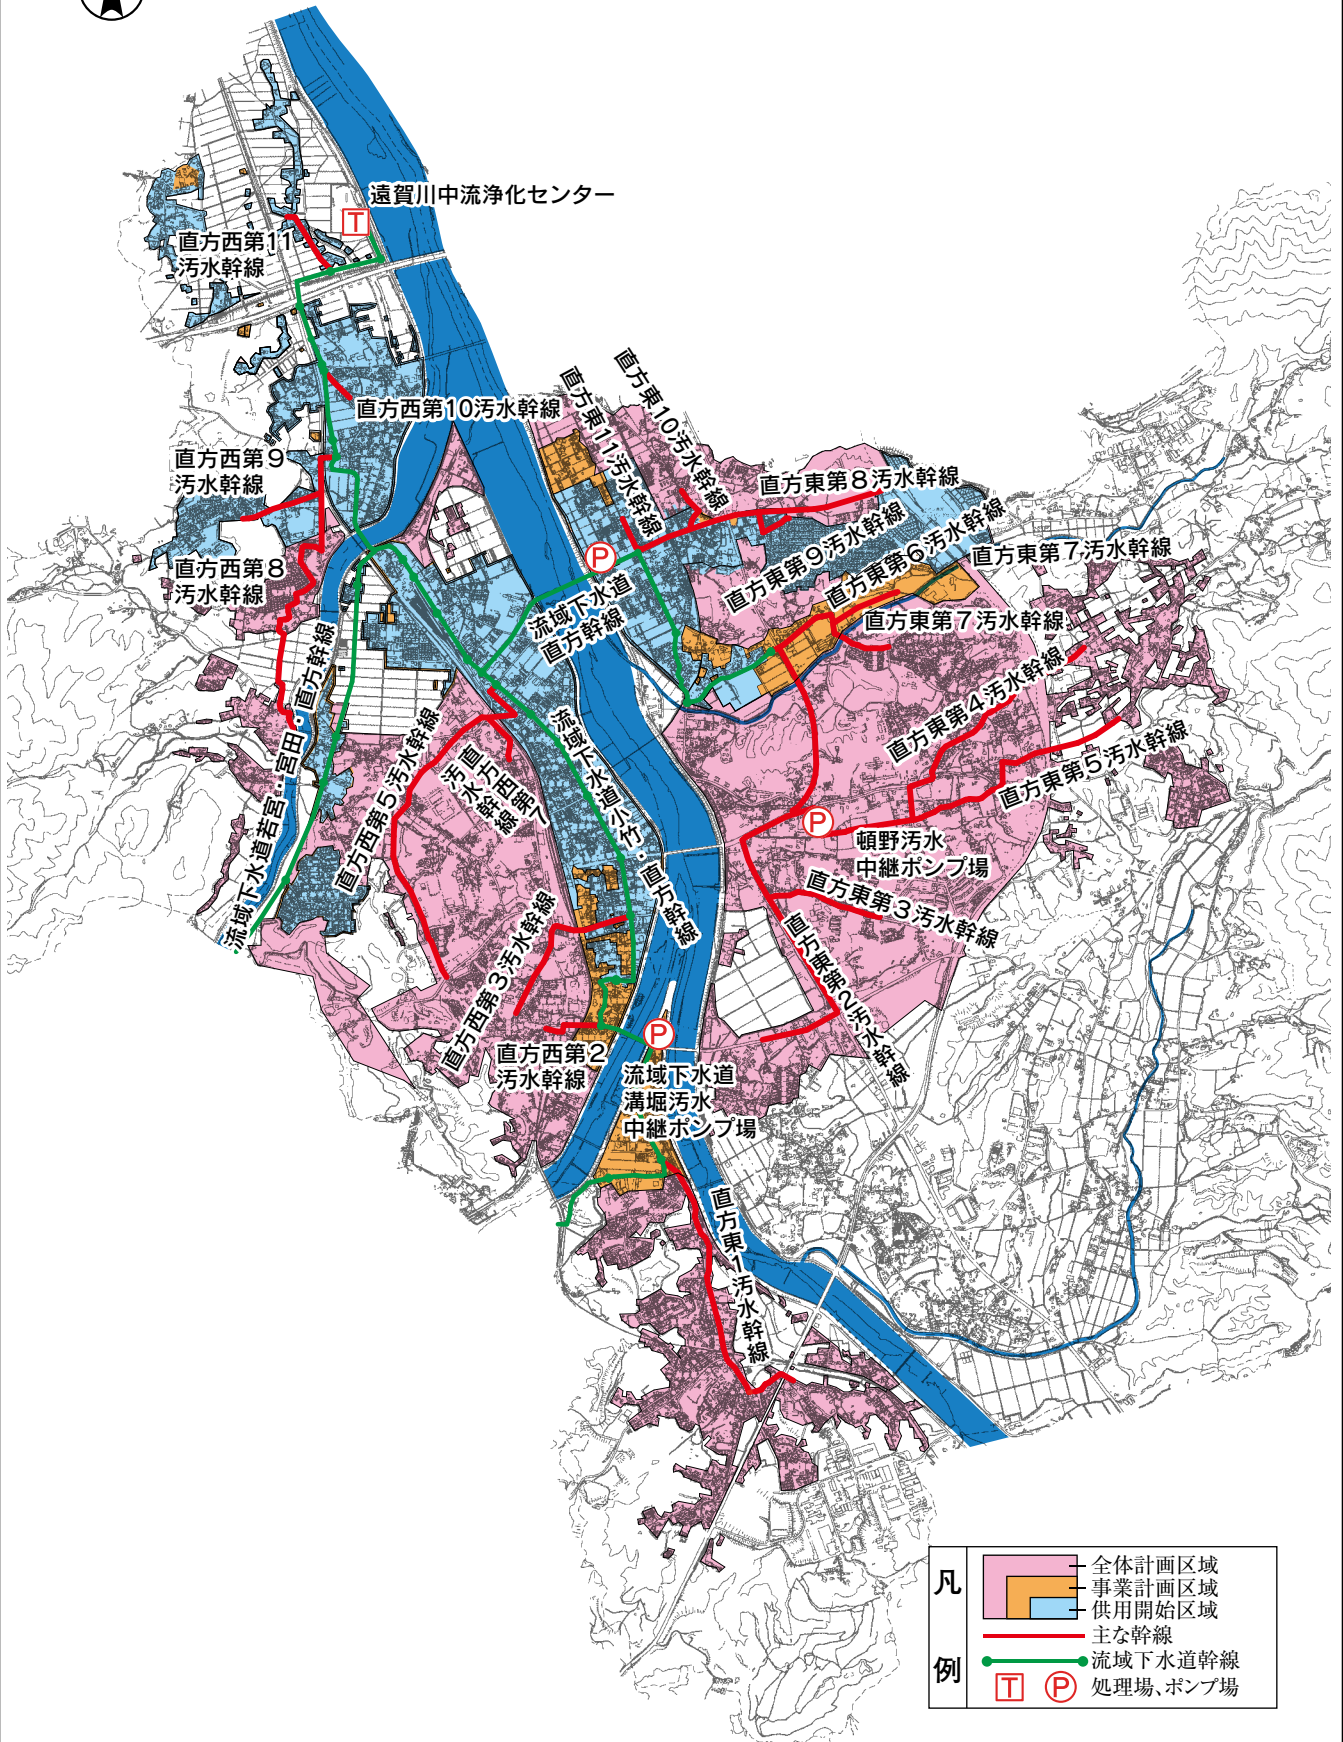 遠賀川中流浄化センター
T
直方西第11
汚水幹線
直方西第10汚水幹線
直方東10汚水幹線
直方東11汚水幹線
直方西第9
汚水幹線
直方東第8汚水幹線
直方東第9汚水幹線
直方東第6汚水幹線
直方東第7汚水幹線
P
直方西第8
汚水幹線
流域下水道
直方幹線
直方東第7汚水幹線
直方東第4汚水幹線
流域下水道若宮・宮田・直方幹線
直方西第5汚水幹線
直方西第7
汚水幹線
流域下水道小竹・直方幹線
直方東第5汚水幹線
P
頓野汚水
中継ポンプ場
直方東第3汚水幹線
直方西第3汚水幹線
直方東第2汚水幹線
P
直方西第2
汚水幹線
流域下水道
溝堀汚水
中継ポンプ場
直方東1汚水幹線
凡例
全体計画区域
事業計画区域
供用開始区域
主な幹線
流域下水道幹線
T P 処理場、ポンプ場